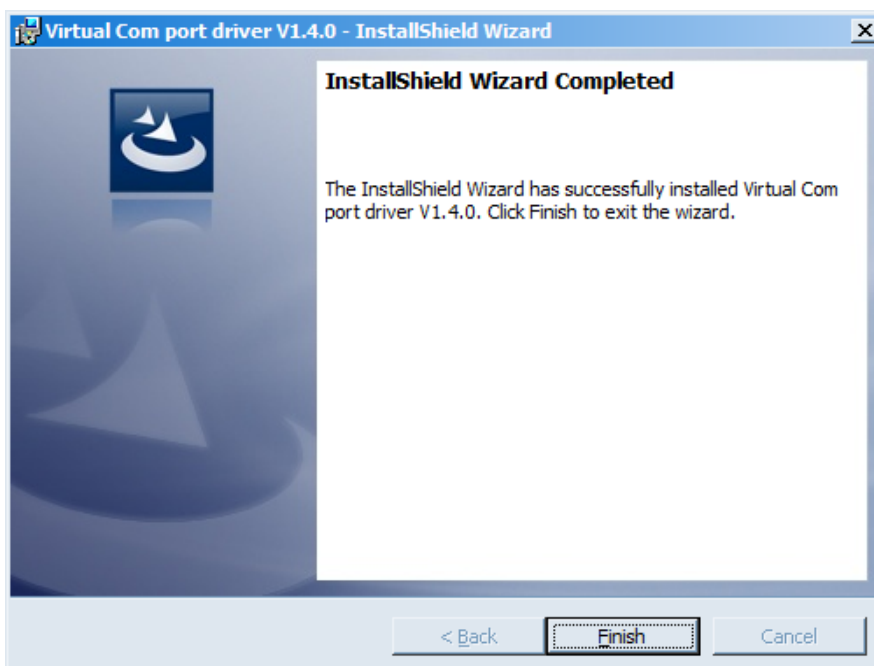 Virtual Com port driver V1.4.0 - InstallShield Wizard
InstallShield Wizard Completed
The InstallShield Wizard has successfully installed Virtual Com
port driver V1.4.0. Click Finish to exit the wizard.
< Back
Finish
Cancel